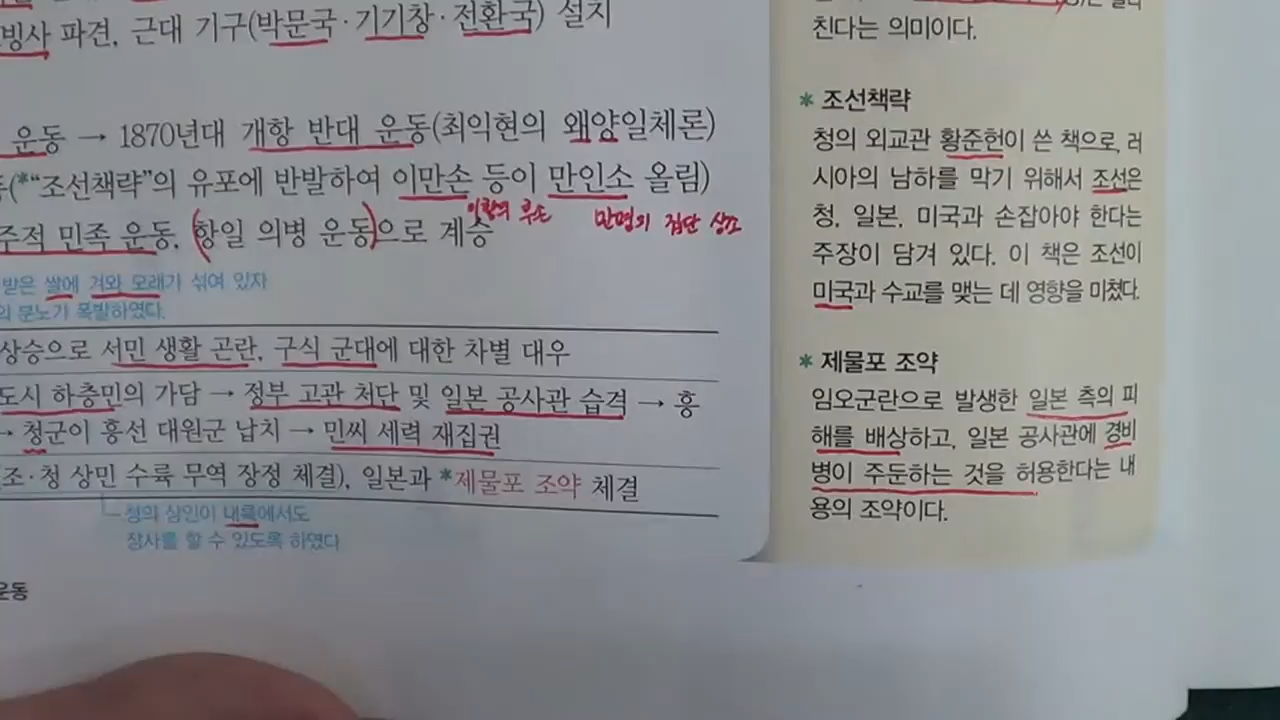 빙사 파견, 근대 기구(박문국·기기창·전환국) 설치
운동 → 1870년대 개항 반대 운동(최익현의 왜양일체론)
(*"조선책략"의 유포에 반발하여 이만손 등이 만인소 올림)
만명의 집단 상소
주적 민족 운동, (항일 의병 운동)으로 계승
받은 쌀에 겨와 모래가 섞여 있자
의 분노가 폭발하였다.
상승으로 서민 생활 곤란, 구식 군대에 대한 차별 대우
도시 하층민의 가담 → 정부 고관 처단 및 일본 공사관 습격 → 흥
→ 청군이 흥선 대원군 납치 → 민씨 세력 재집권
조·청 상민 수륙 무역 장정 체결), 일본과 *제물포 조약 체결
청의 상인이 내륙에서도
장사를 할 수 있도록 하였다
운동
친다는 의미이다.
* 조선책략
청의 외교관 황준헌이 쓴 책으로, 러
시아의 남하를 막기 위해서 조선은
청, 일본, 미국과 손잡아야 한다는
주장이 담겨 있다. 이 책은 조선이
미국과 수교를 맺는 데 영향을 미쳤다.
* 제물포 조약
임오군란으로 발생한 일본 측의 피
해를 배상하고, 일본 공사관에 경비
병이 주둔하는 것을 허용한다는 내
용의 조약이다.